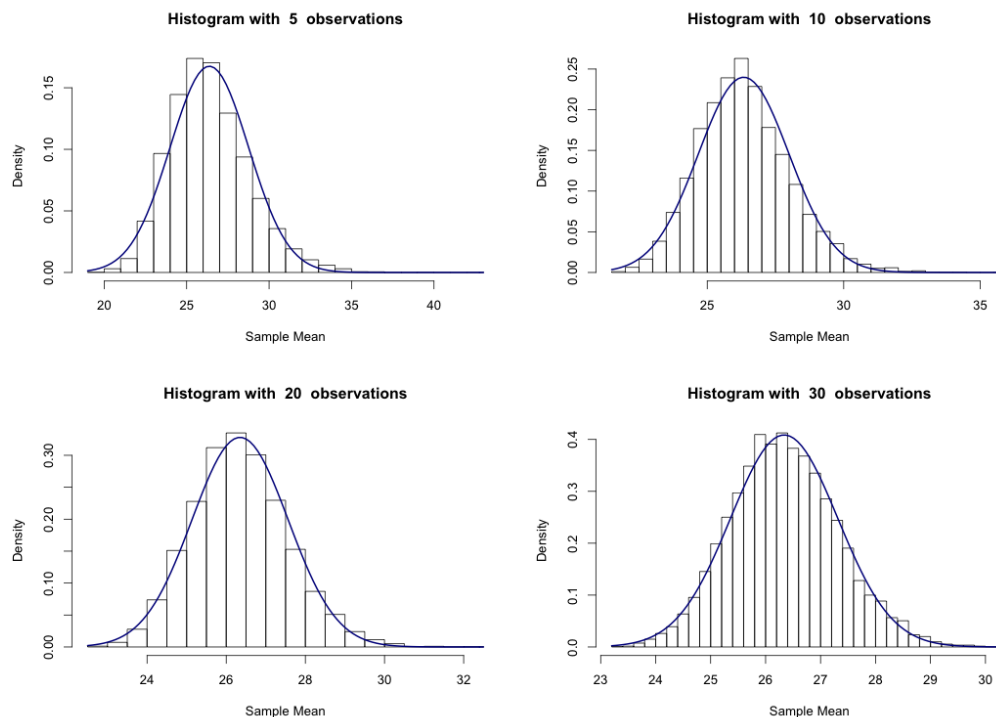 Histogram with  5  observations
Density
0.00 0.05 0.10 0.15
20 25 30 35 40
Sample Mean
Histogram with  10  observations
Density
0.00 0.05 0.10 0.15 0.20 0.25
25 30 35
Sample Mean
Histogram with  20  observations
Density
0.00 0.10 0.20 0.30
24 26 28 30 32
Sample Mean
Histogram with  30  observations
Density
0.0 0.1 0.2 0.3 0.4
23 24 25 26 27 28 29 30
Sample Mean